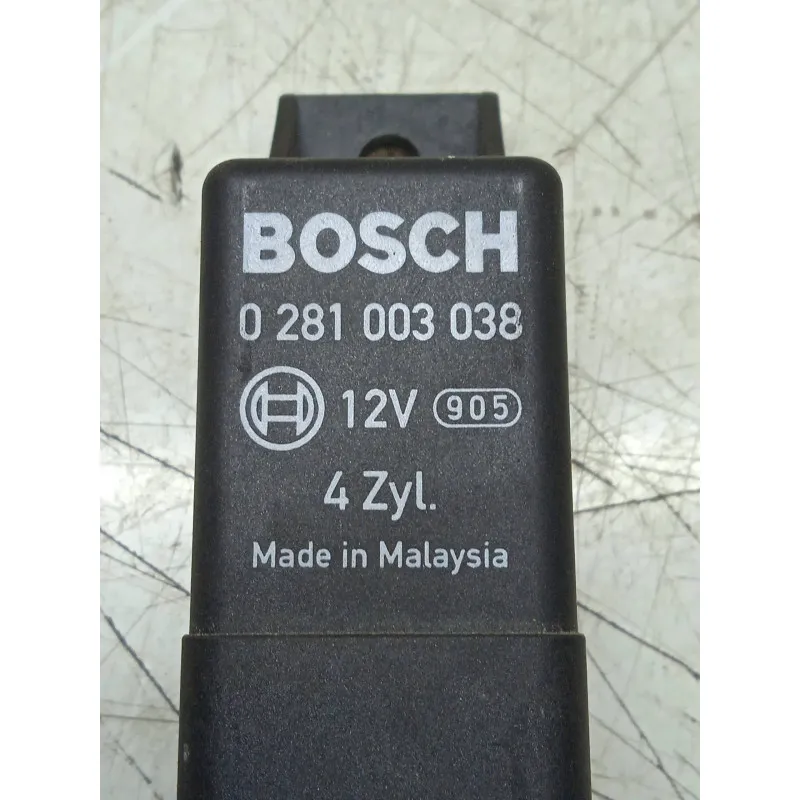 BOSCH
0 281 003 038
12V 905
4 Zyl.
Made in Malaysia